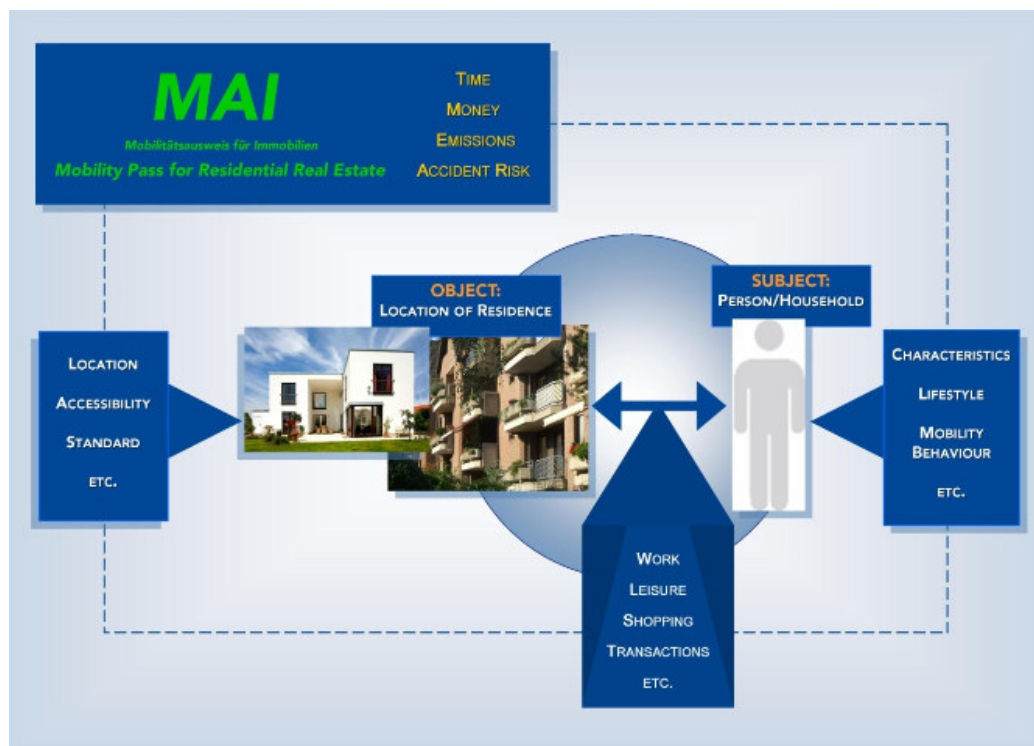 MAI
Mobilitätsausweis für Immobilien
Mobility Pass for Residential Real Estate
TIME
MONEY
EMISSIONS
ACCIDENT RISK
OBJECT:
LOCATION OF RESIDENCE
SUBJECT:
PERSON/HOUSEHOLD
LOCATION
ACCESSIBILITY
STANDARD
ETC.
CHARACTERISTICS
LIFESTYLE
MOBILITY
BEHAVIOUR
ETC.
WORK
LEISURE
SHOPPING
TRANSACTIONS
ETC.